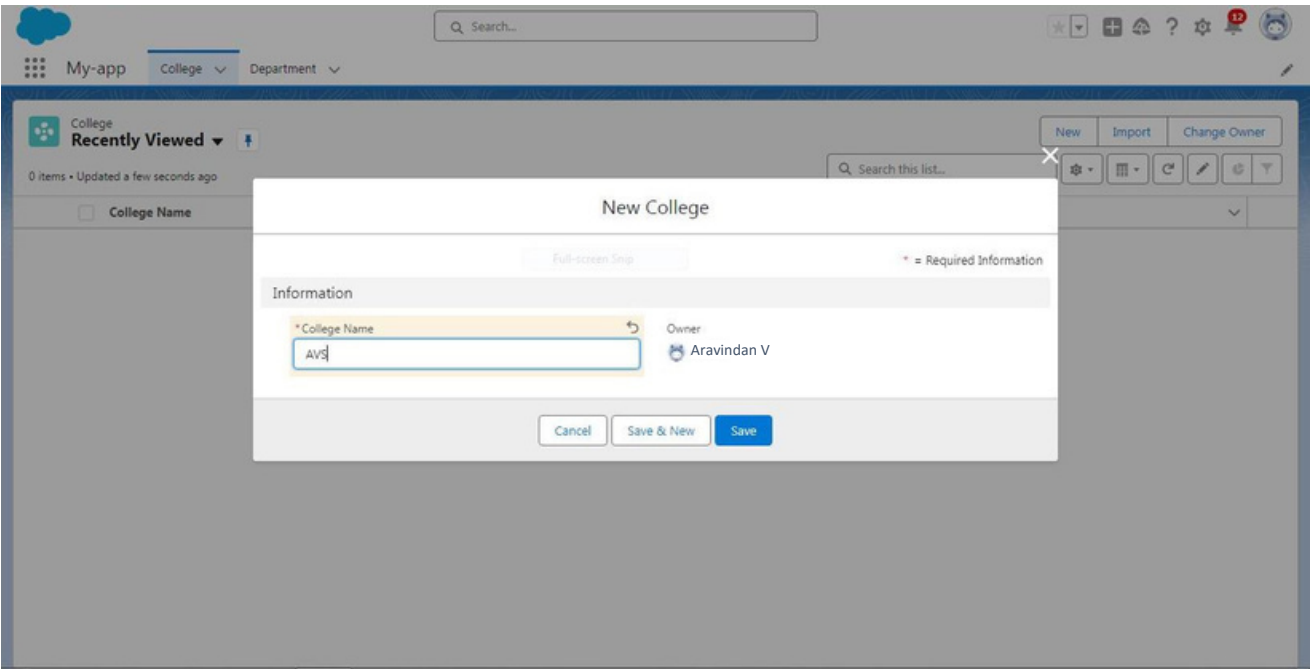 Search...
12
My-app College Department
College
Recently Viewed
New Import Change Owner
0 items • Updated a few seconds ago
Search this list...
College Name
New College
Full-screen Snip
* = Required Information
Information
*College Name
Owner
AVS
Aravindan V
Cancel Save & New Save